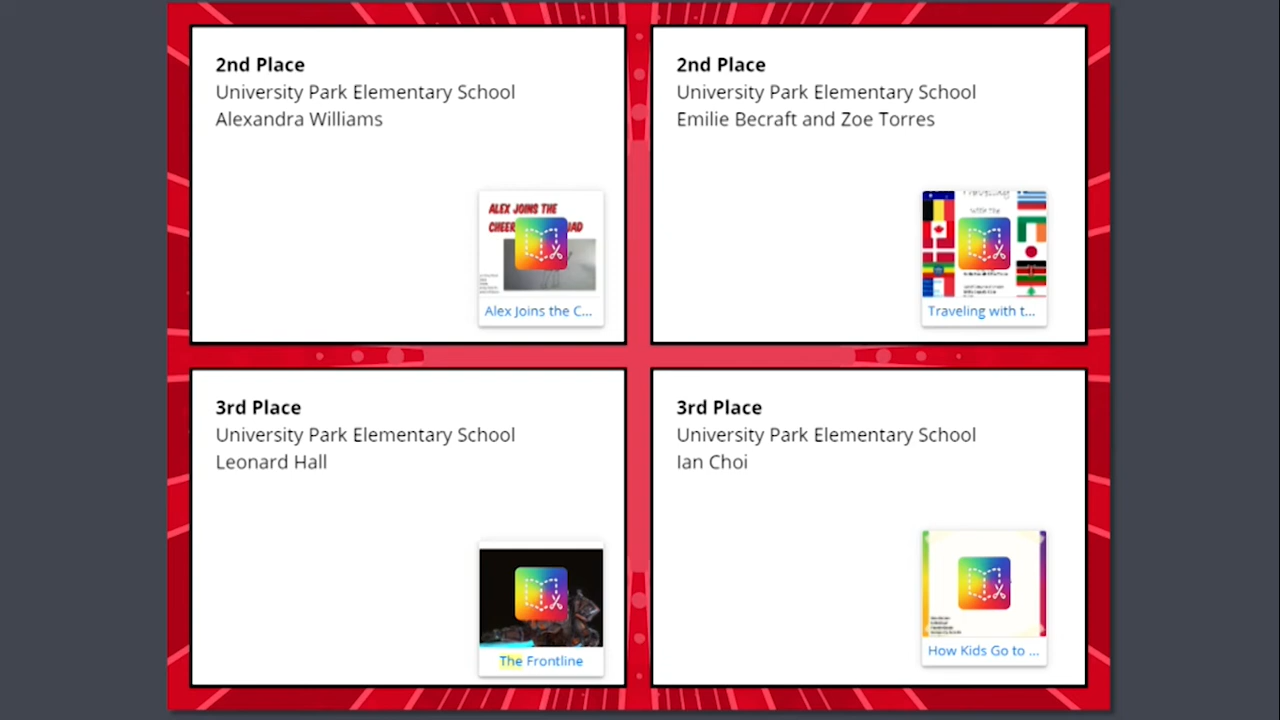 2nd Place
University Park Elementary School
Alexandra Williams
ALEX JOINS THE
Alex Joins the C...
2nd Place
University Park Elementary School
Emilie Becraft and Zoe Torres
Traveling with t...
3rd Place
University Park Elementary School
Leonard Hall
The Frontline
3rd Place
University Park Elementary School
Ian Choi
How Kids Go to ...